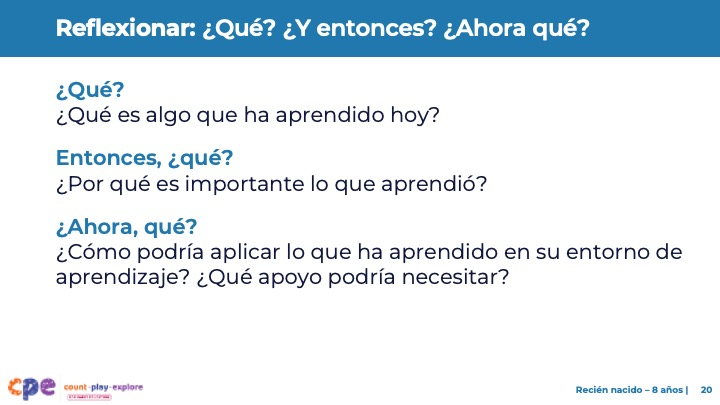 Reflexionar: ¿Qué? ¿Y entonces? ¿Ahora qué?
¿Qué?
¿Qué es algo que ha aprendido hoy?
Entonces, ¿qué?
¿Por qué es importante lo que aprendió?
¿Ahora, qué?
¿Cómo podría aplicar lo que ha aprendido en su entorno de
aprendizaje? ¿Qué apoyo podría necesitar?
cpe count-play-explore
Recién nacido – 8 años | 20